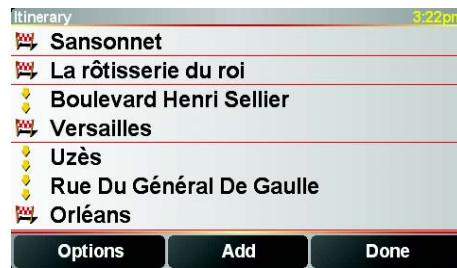 Itinerary 3:22pm
Sansonnet
La rôtisserie du roi
Boulevard Henri Sellier
Versailles
Uzès
Rue Du Général De Gaulle
Orléans
Options Add Done